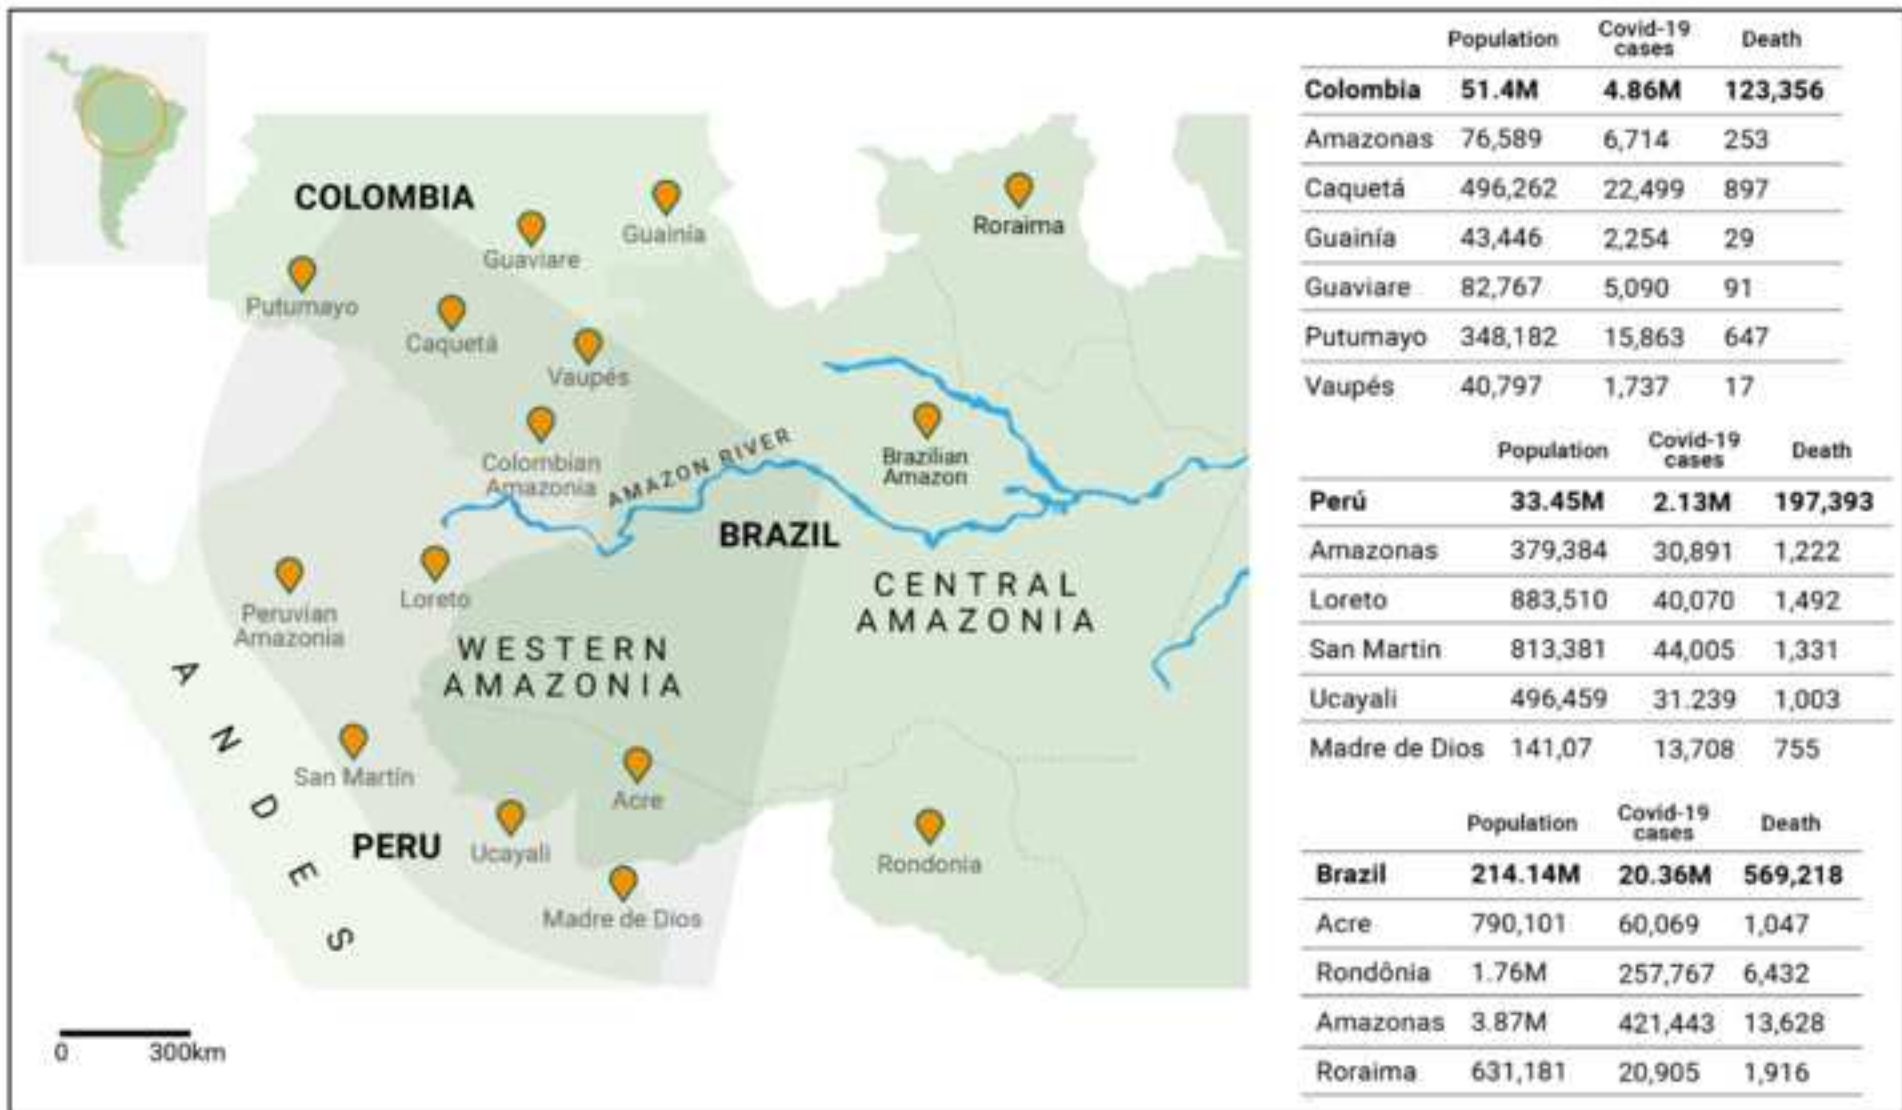 COLOMBIA
Guainía
Guaviare
Roraima
Putumayo
Caquetá
Vaupés
Colombian
Amazonia
AMAZON RIVER
Brazilian
Amazon
BRAZIL
CENTRAL
AMAZONIA
Peruvian
Amazonia
Loreto
WESTERN
AMAZONIA
ANDES
San Martín
Acre
PERU
Ucayali
Rondonia
Madre de Dios
0 300km
Population Covid-19 cases Death
Colombia 51.4M 4.86M 123,356
Amazonas 76,589 6,714 253
Caquetá 496,262 22,499 897
Guainía 43,446 2,254 29
Guaviare 82,767 5,090 91
Putumayo 348,182 15,863 647
Vaupés 40,797 1,737 17
Population Covid-19 cases Death
Perú 33.45M 2.13M 197,393
Amazonas 379,384 30,891 1,222
Loreto 883,510 40,070 1,492
San Martin 813,381 44,005 1,331
Ucayali 496,459 31.239 1,003
Madre de Dios 141,07 13,708 755
Population Covid-19 cases Death
Brazil 214.14M 20.36M 569,218
Acre 790,101 60,069 1,047
Rondônia 1.76M 257,767 6,432
Amazonas 3.87M 421,443 13,628
Roraima 631,181 20,905 1,916